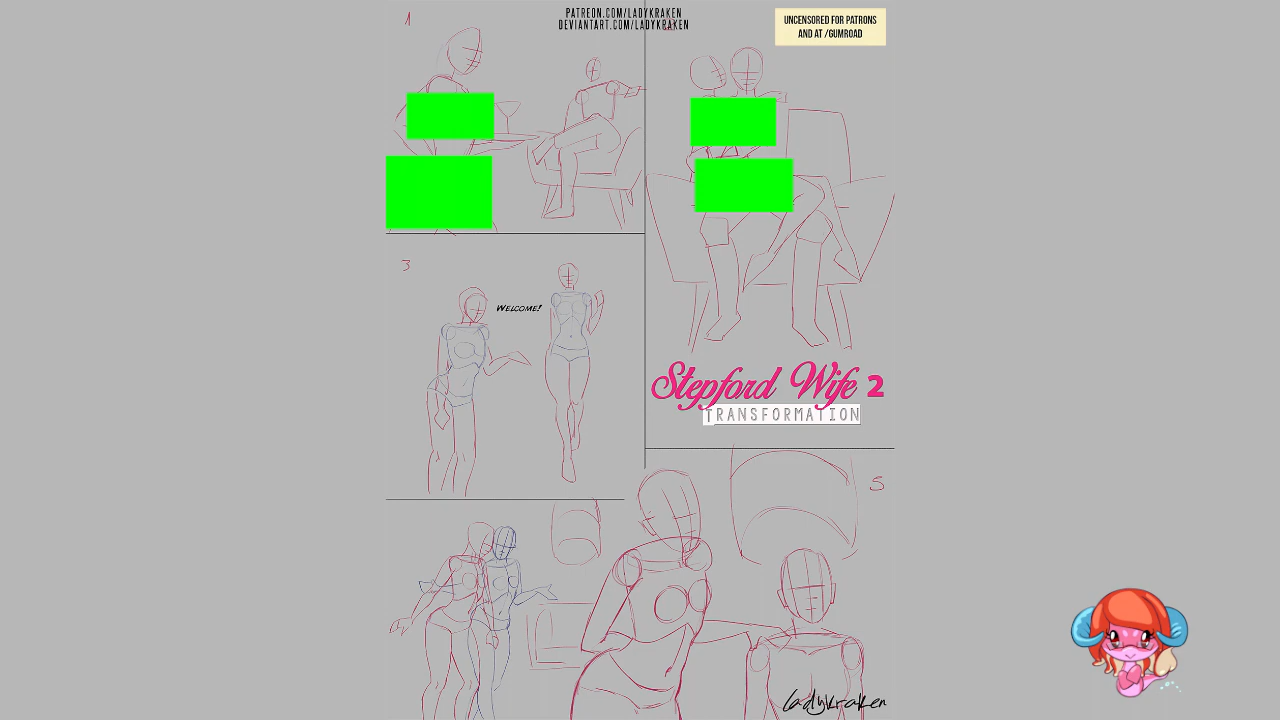 1
PATREON.COM/LADYKRAKEN
DEVIANTART.COM/LADYKRAKEN
UNCENSORED FOR PATRONS
AND AT /GUMROAD
3
WELCOME!
Stepford Wife 2
TRANSFORMATION
5
ladykraken